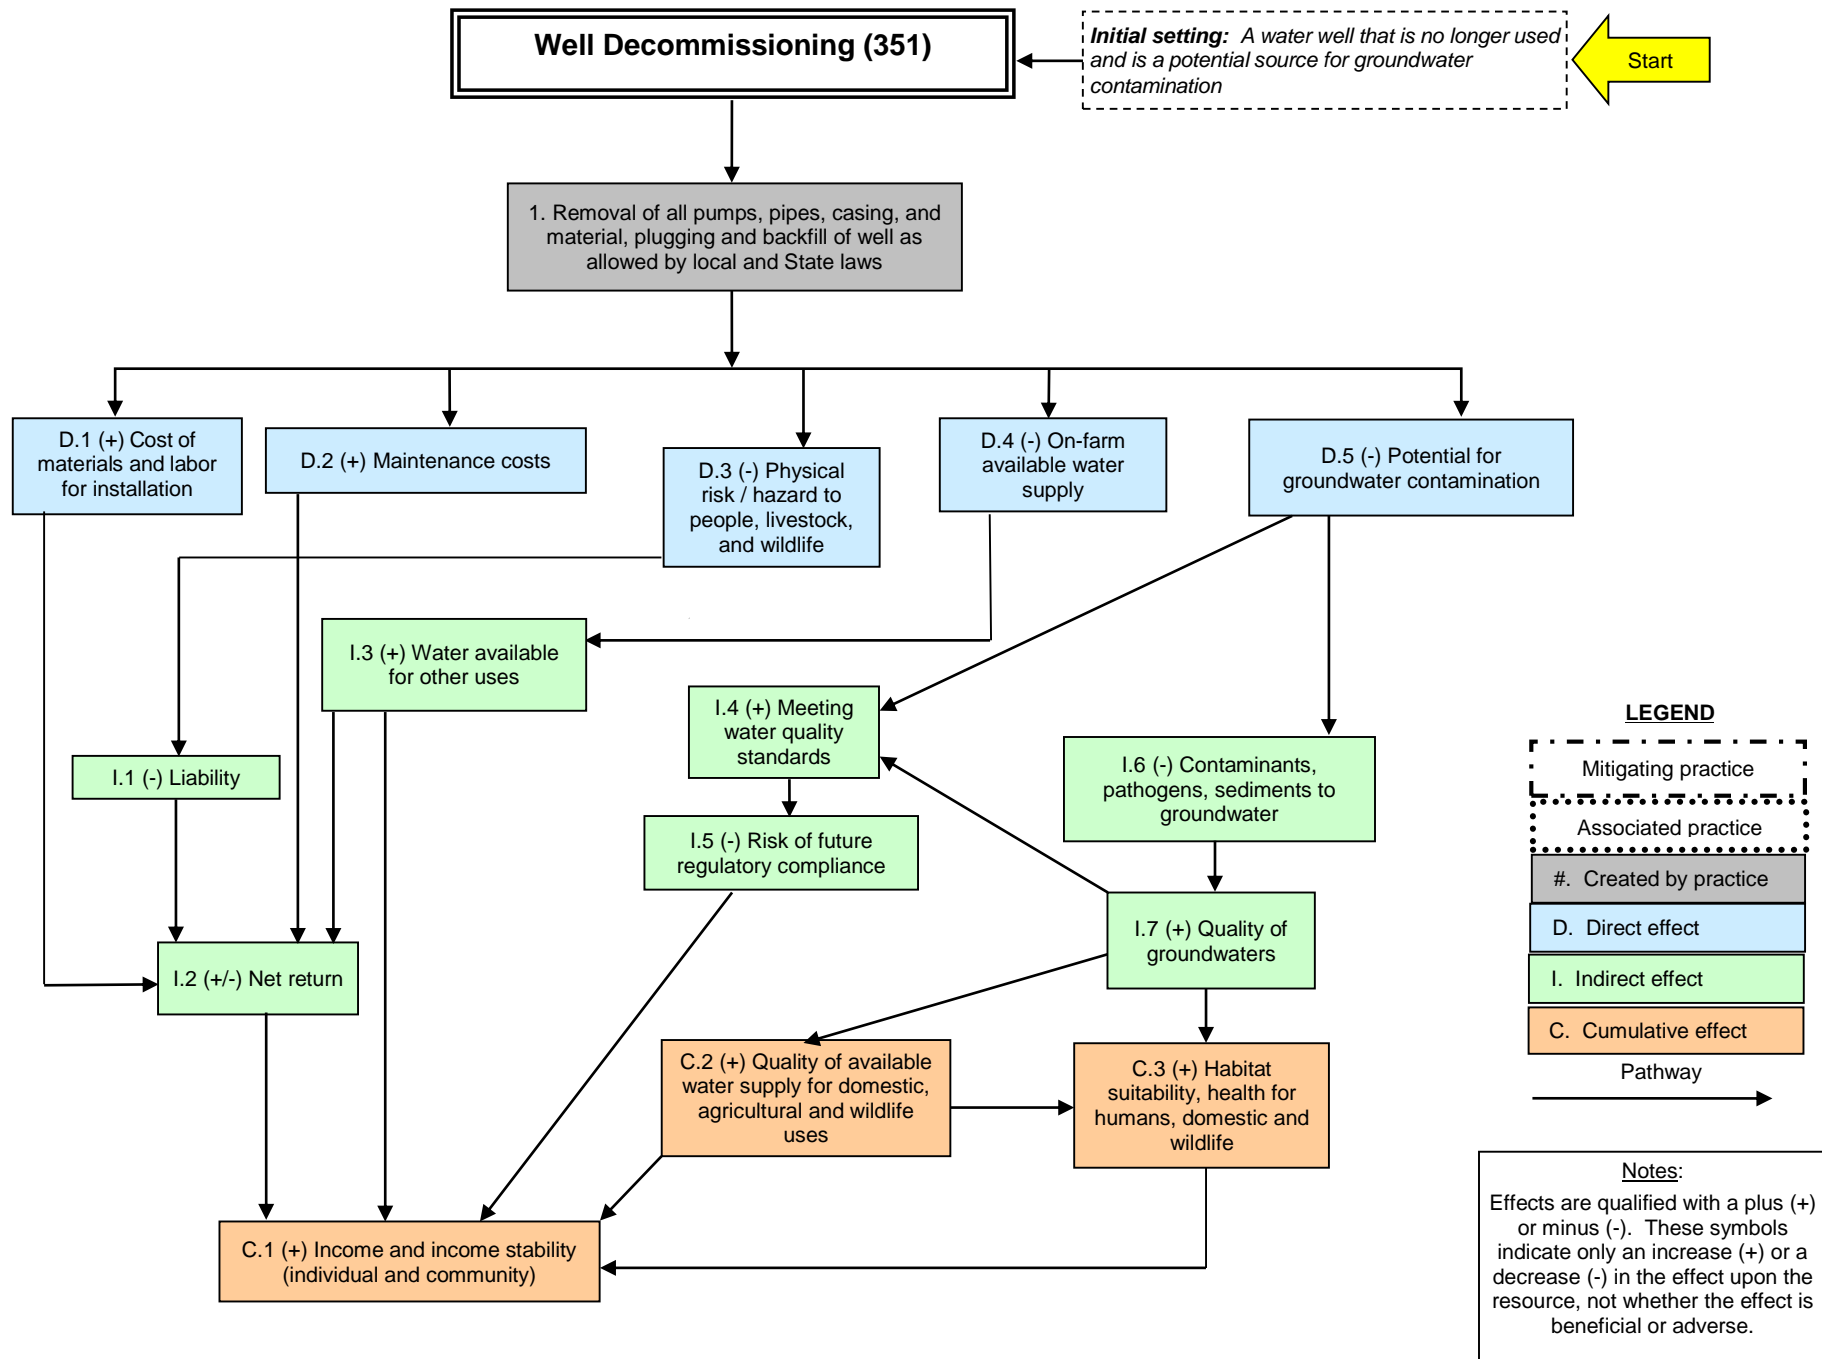 Well Decommissioning (351)
Initial setting: A water well that is no longer used
and is a potential source for groundwater
contamination
Start
1. Removal of all pumps, pipes, casing, and
material, plugging and backfill of well as
allowed by local and State laws
D.1 (+) Cost of
materials and labor
for installation
D.2 (+) Maintenance costs
D.3 (-) Physical
risk / hazard to
people, livestock,
and wildlife
D.4 (-) On-farm
available water
supply
D.5 (-) Potential for
groundwater contamination
I.3 (+) Water available
for other uses
I.4 (+) Meeting
water quality
standards
I.6 (-) Contaminants,
pathogens, sediments to
groundwater
I.1 (-) Liability
I.5 (-) Risk of future
regulatory compliance
I.7 (+) Quality of
groundwaters
I.2 (+/-) Net return
C.2 (+) Quality of available
water supply for domestic,
agricultural and wildlife
uses
C.3 (+) Habitat
suitability, health for
humans, domestic and
wildlife
C.1 (+) Income and income stability
(individual and community)
LEGEND
Mitigating practice
Associated practice
#. Created by practice
D. Direct effect
I. Indirect effect
C. Cumulative effect
Pathway
Notes:
Effects are qualified with a plus (+)
or minus (-). These symbols
indicate only an increase (+) or a
decrease (-) in the effect upon the
resource, not whether the effect is
beneficial or adverse.